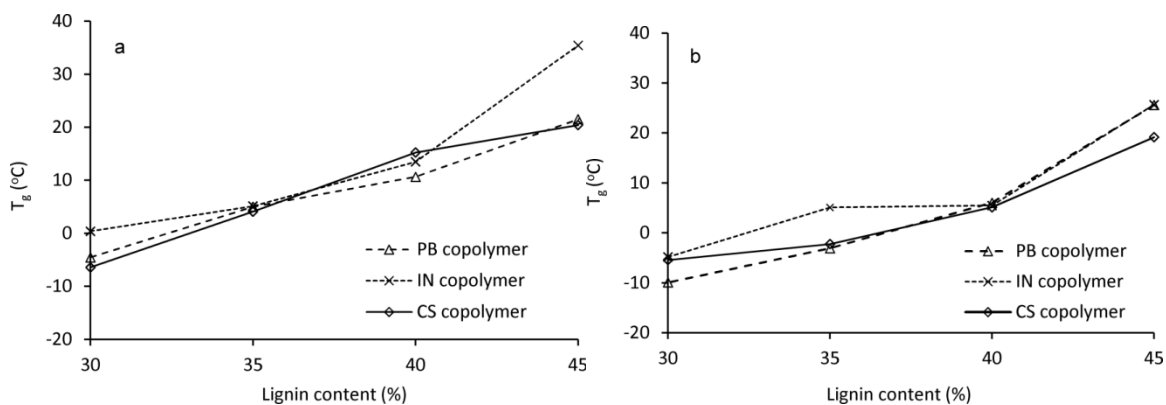 a
40
30
20
10
0
-10
-20
T_g (°C)
PB copolymer
IN copolymer
CS copolymer
30 35 40 45
Lignin content (%)
b
40
30
20
10
0
-10
-20
T_g (°C)
PB copolymer
IN copolymer
CS copolymer
30 35 40 45
Lignin content (%)